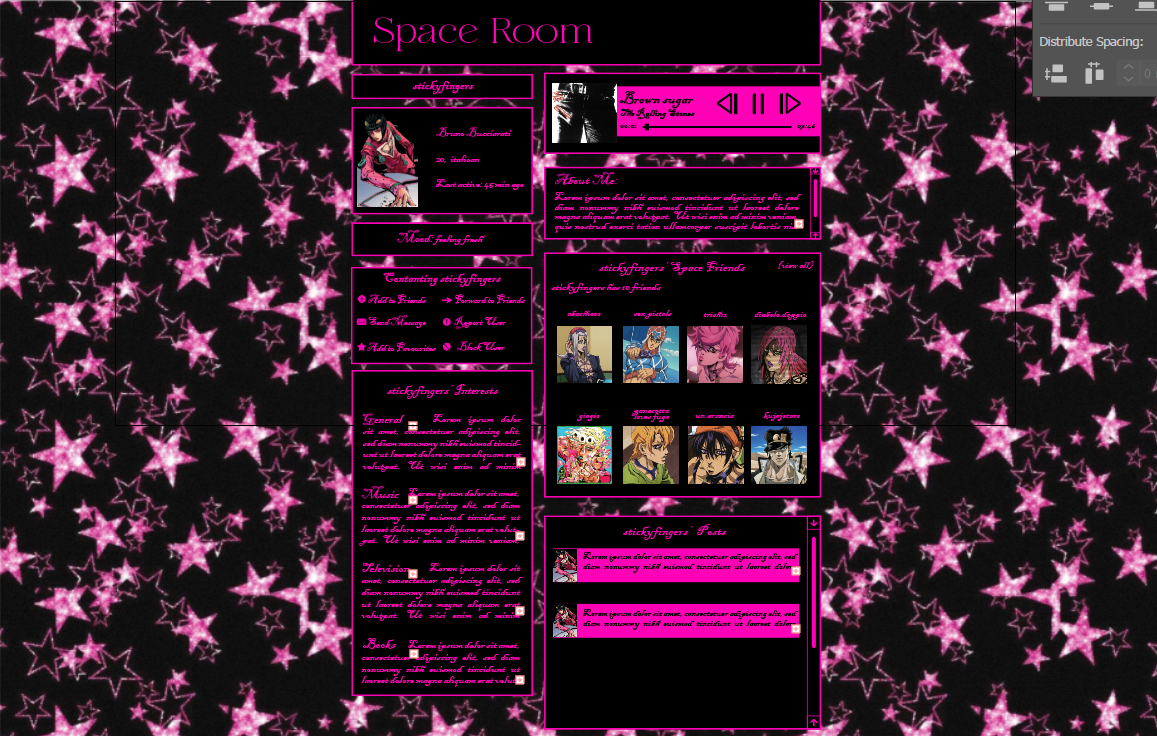 Space Room
Distribute Spacing:
stickyfingers
Bruno Bucciarati
20, italiaan
Last active: 45 min ago
Mood: feeling fresh
Contanting stickyfingers
Add to Friends
Forward to Friends
Send Message
Report User
Add to Favourites
Block User
stickyfingers' Interests
General Lorem ipsum dolor
sit amet, consectetuer adipiscing elit,
sed diam nonummy nibh euismod tincid-
unt ut laoreet dolore magna aliquam erat
volutpat. Ut wisi enim ad minim
Music Lorem ipsum dolor sit amet,
consectetuer adipiscing elit, sed diam
nonummy nibh euismod tincidunt ut
laoreet dolore magna aliquam erat volut-
pat. Ut wisi enim ad minim veniam,
Television Lorem ipsum dolor sit
amet, consectetuer adipiscing elit, sed
diam nonummy nibh euismod tincidunt
ut laoreet dolore magna aliquam erat
volutpat. Ut wisi enim ad minim
Books Lorem ipsum dolor sit amet,
consectetuer adipiscing elit, sed diam
nonummy nibh euismod tincidunt ut
laoreet dolore magna aliquam erat volut-
Brown sugar
The Rolling Stones
00:01
03:46
About Me:
Lorem ipsum dolor sit amet, consectetuer adipiscing elit, sed
diam nonummy nibh euismod tincidunt ut laoreet dolore
magna aliquam erat volutpat. Ut wisi enim ad minim veniam,
quis nostrud exerci tation ullamcorper suscipit lobortis nisl
stickyfingers' Space Friends
(view all)
stickyfingers has 10 friends
abacchioo
sex.pistols
trishxx
diabolo.doppio
giogio
panacotta
loves fugo
un.arancia
kujojotaro
stickyfingers' Posts
Lorem ipsum dolor sit amet, consectetuer adipiscing elit, sed
diam nonummy nibh euismod tincidunt ut laoreet dolore
Lorem ipsum dolor sit amet, consectetuer adipiscing elit, sed
diam nonummy nibh euismod tincidunt ut laoreet dolore